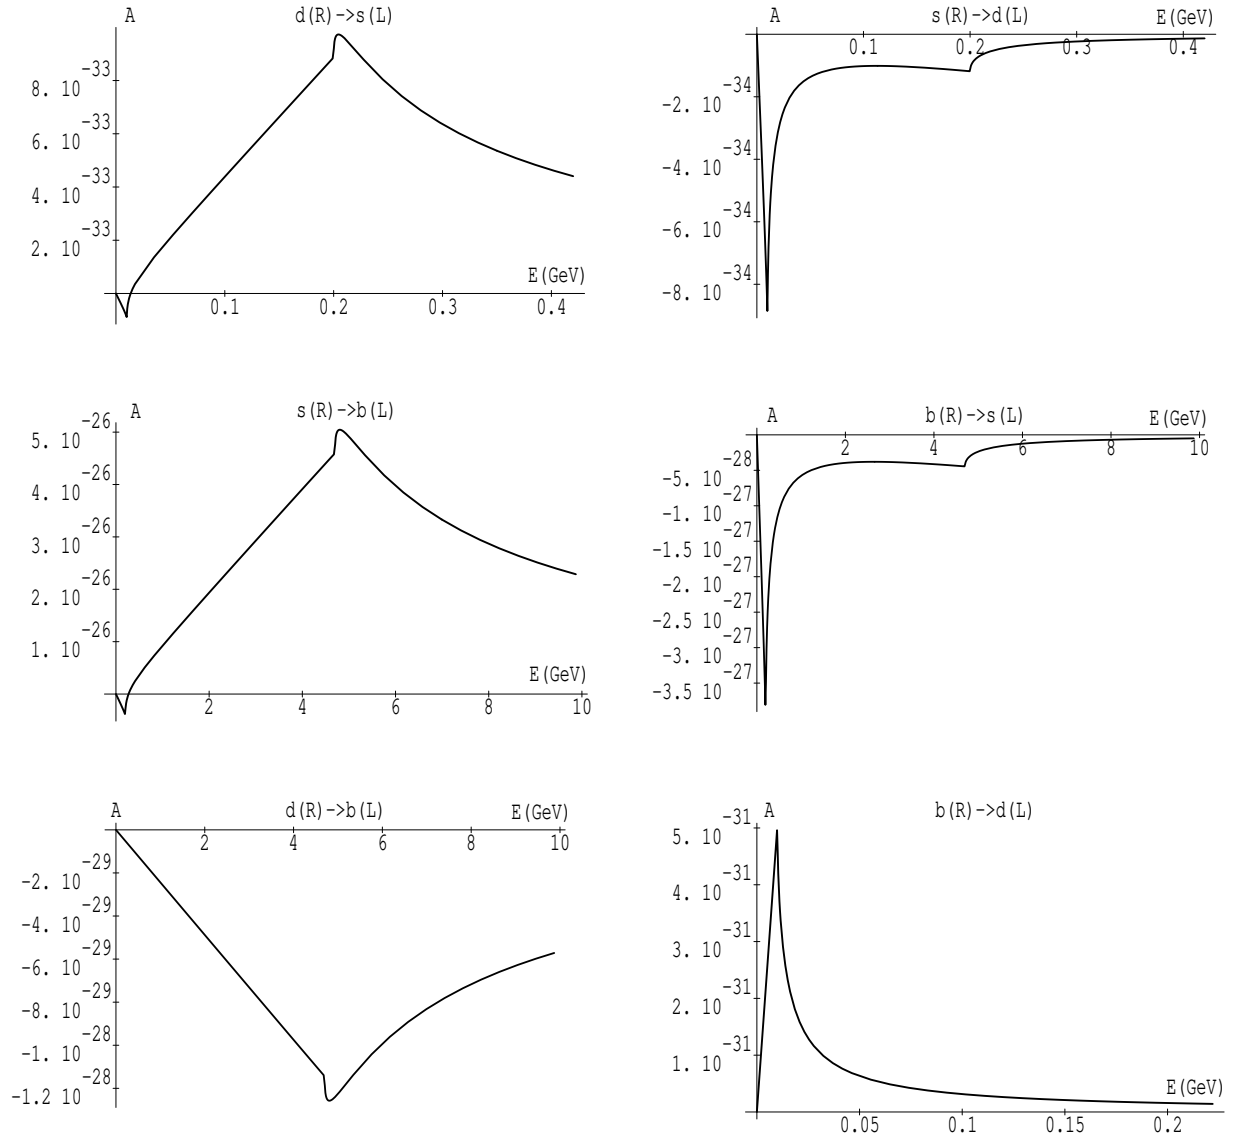 A d(R)->s(L)
8. 10^-33
6. 10^-33
4. 10^-33
2. 10^-33
E(GeV)
0.1 0.2 0.3 0.4
A s(R)->d(L) E(GeV)
0.1 0.2 0.3 0.4
-2. 10^-34
-4. 10^-34
-6. 10^-34
-8. 10^-34
A s(R)->b(L)
5. 10^-26
4. 10^-26
3. 10^-26
2. 10^-26
1. 10^-26
E(GeV)
2 4 6 8 10
A b(R)->s(L) E(GeV)
2 4 6 8 10
-5. 10^-28
-1. 10^-27
-1.5 10^-27
-2. 10^-27
-2.5 10^-27
-3. 10^-27
-3.5 10^-27
A d(R)->b(L) E(GeV)
2 4 6 8 10
-2. 10^-29
-4. 10^-29
-6. 10^-29
-8. 10^-29
-1. 10^-28
-1.2 10^-28
A b(R)->d(L)
5. 10^-31
4. 10^-31
3. 10^-31
2. 10^-31
1. 10^-31
E(GeV)
0.05 0.1 0.15 0.2